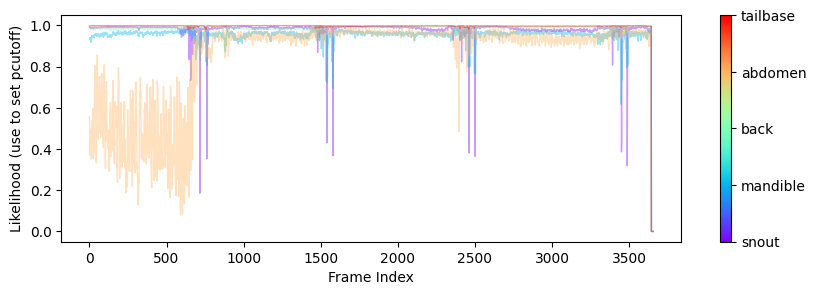 1.0
0.8
0.6
0.4
0.2
0.0
Likelihood (use to set pcutoff)
0 500 1000 1500 2000 2500 3000 3500
Frame Index
tailbase
abdomen
back
mandible
snout